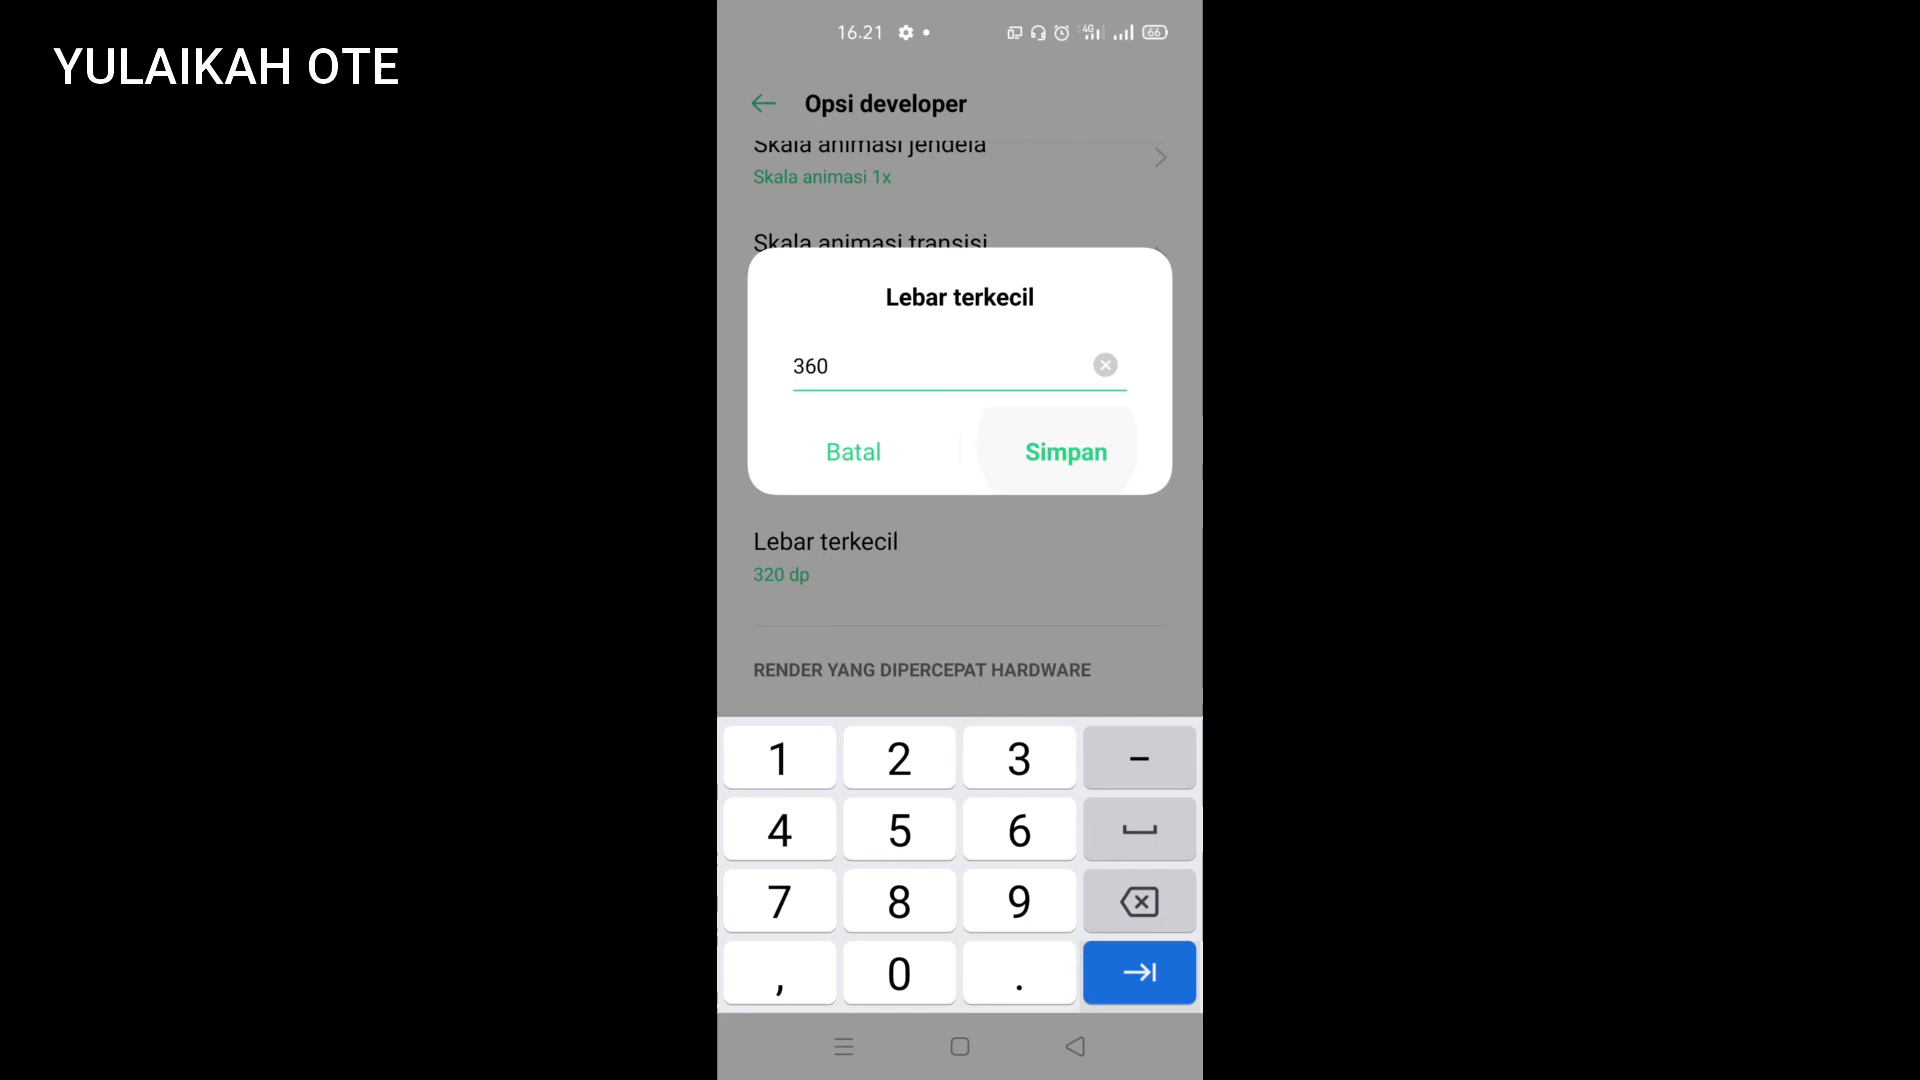 YULAIKAH OTE
16.21
4G
66
Opsi developer
Skala animasi jendela
Skala animasi 1x
Skala animasi transisi
Lebar terkecil
360
Batal
Simpan
Lebar terkecil
320 dp
RENDER YANG DIPERCEPAT HARDWARE
1 2 3 –
4 5 6
7 8 9
, 0 .